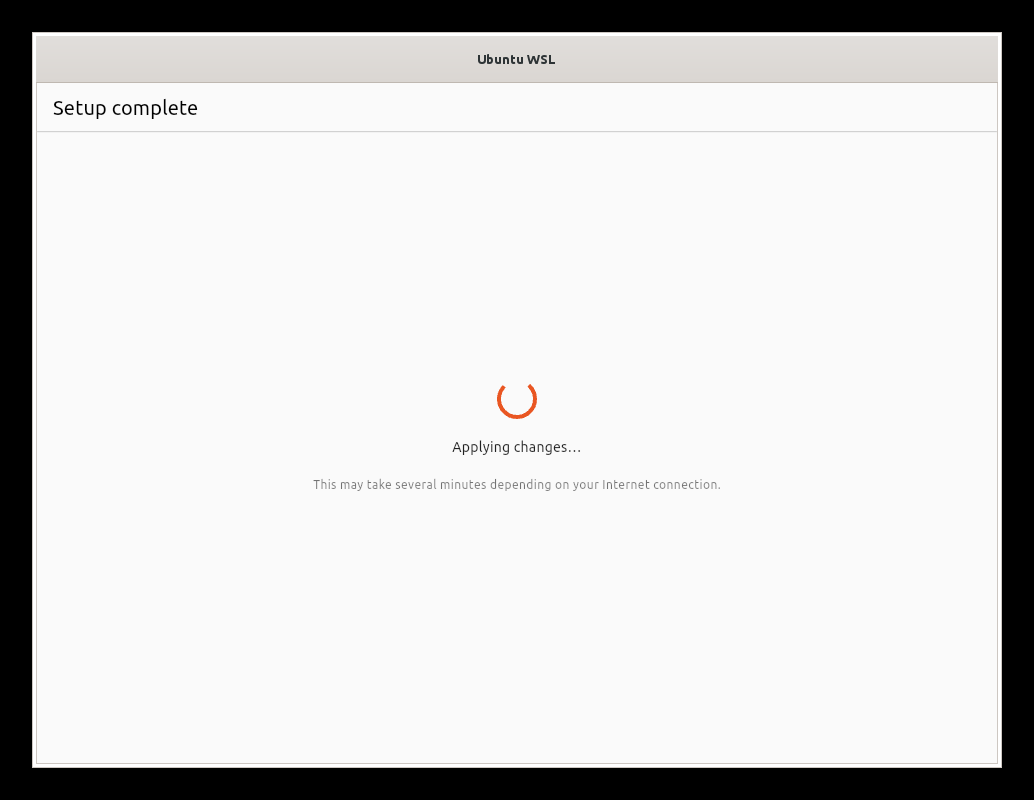 Ubuntu WSL
Setup complete
Applying changes…
This may take several minutes depending on your Internet connection.